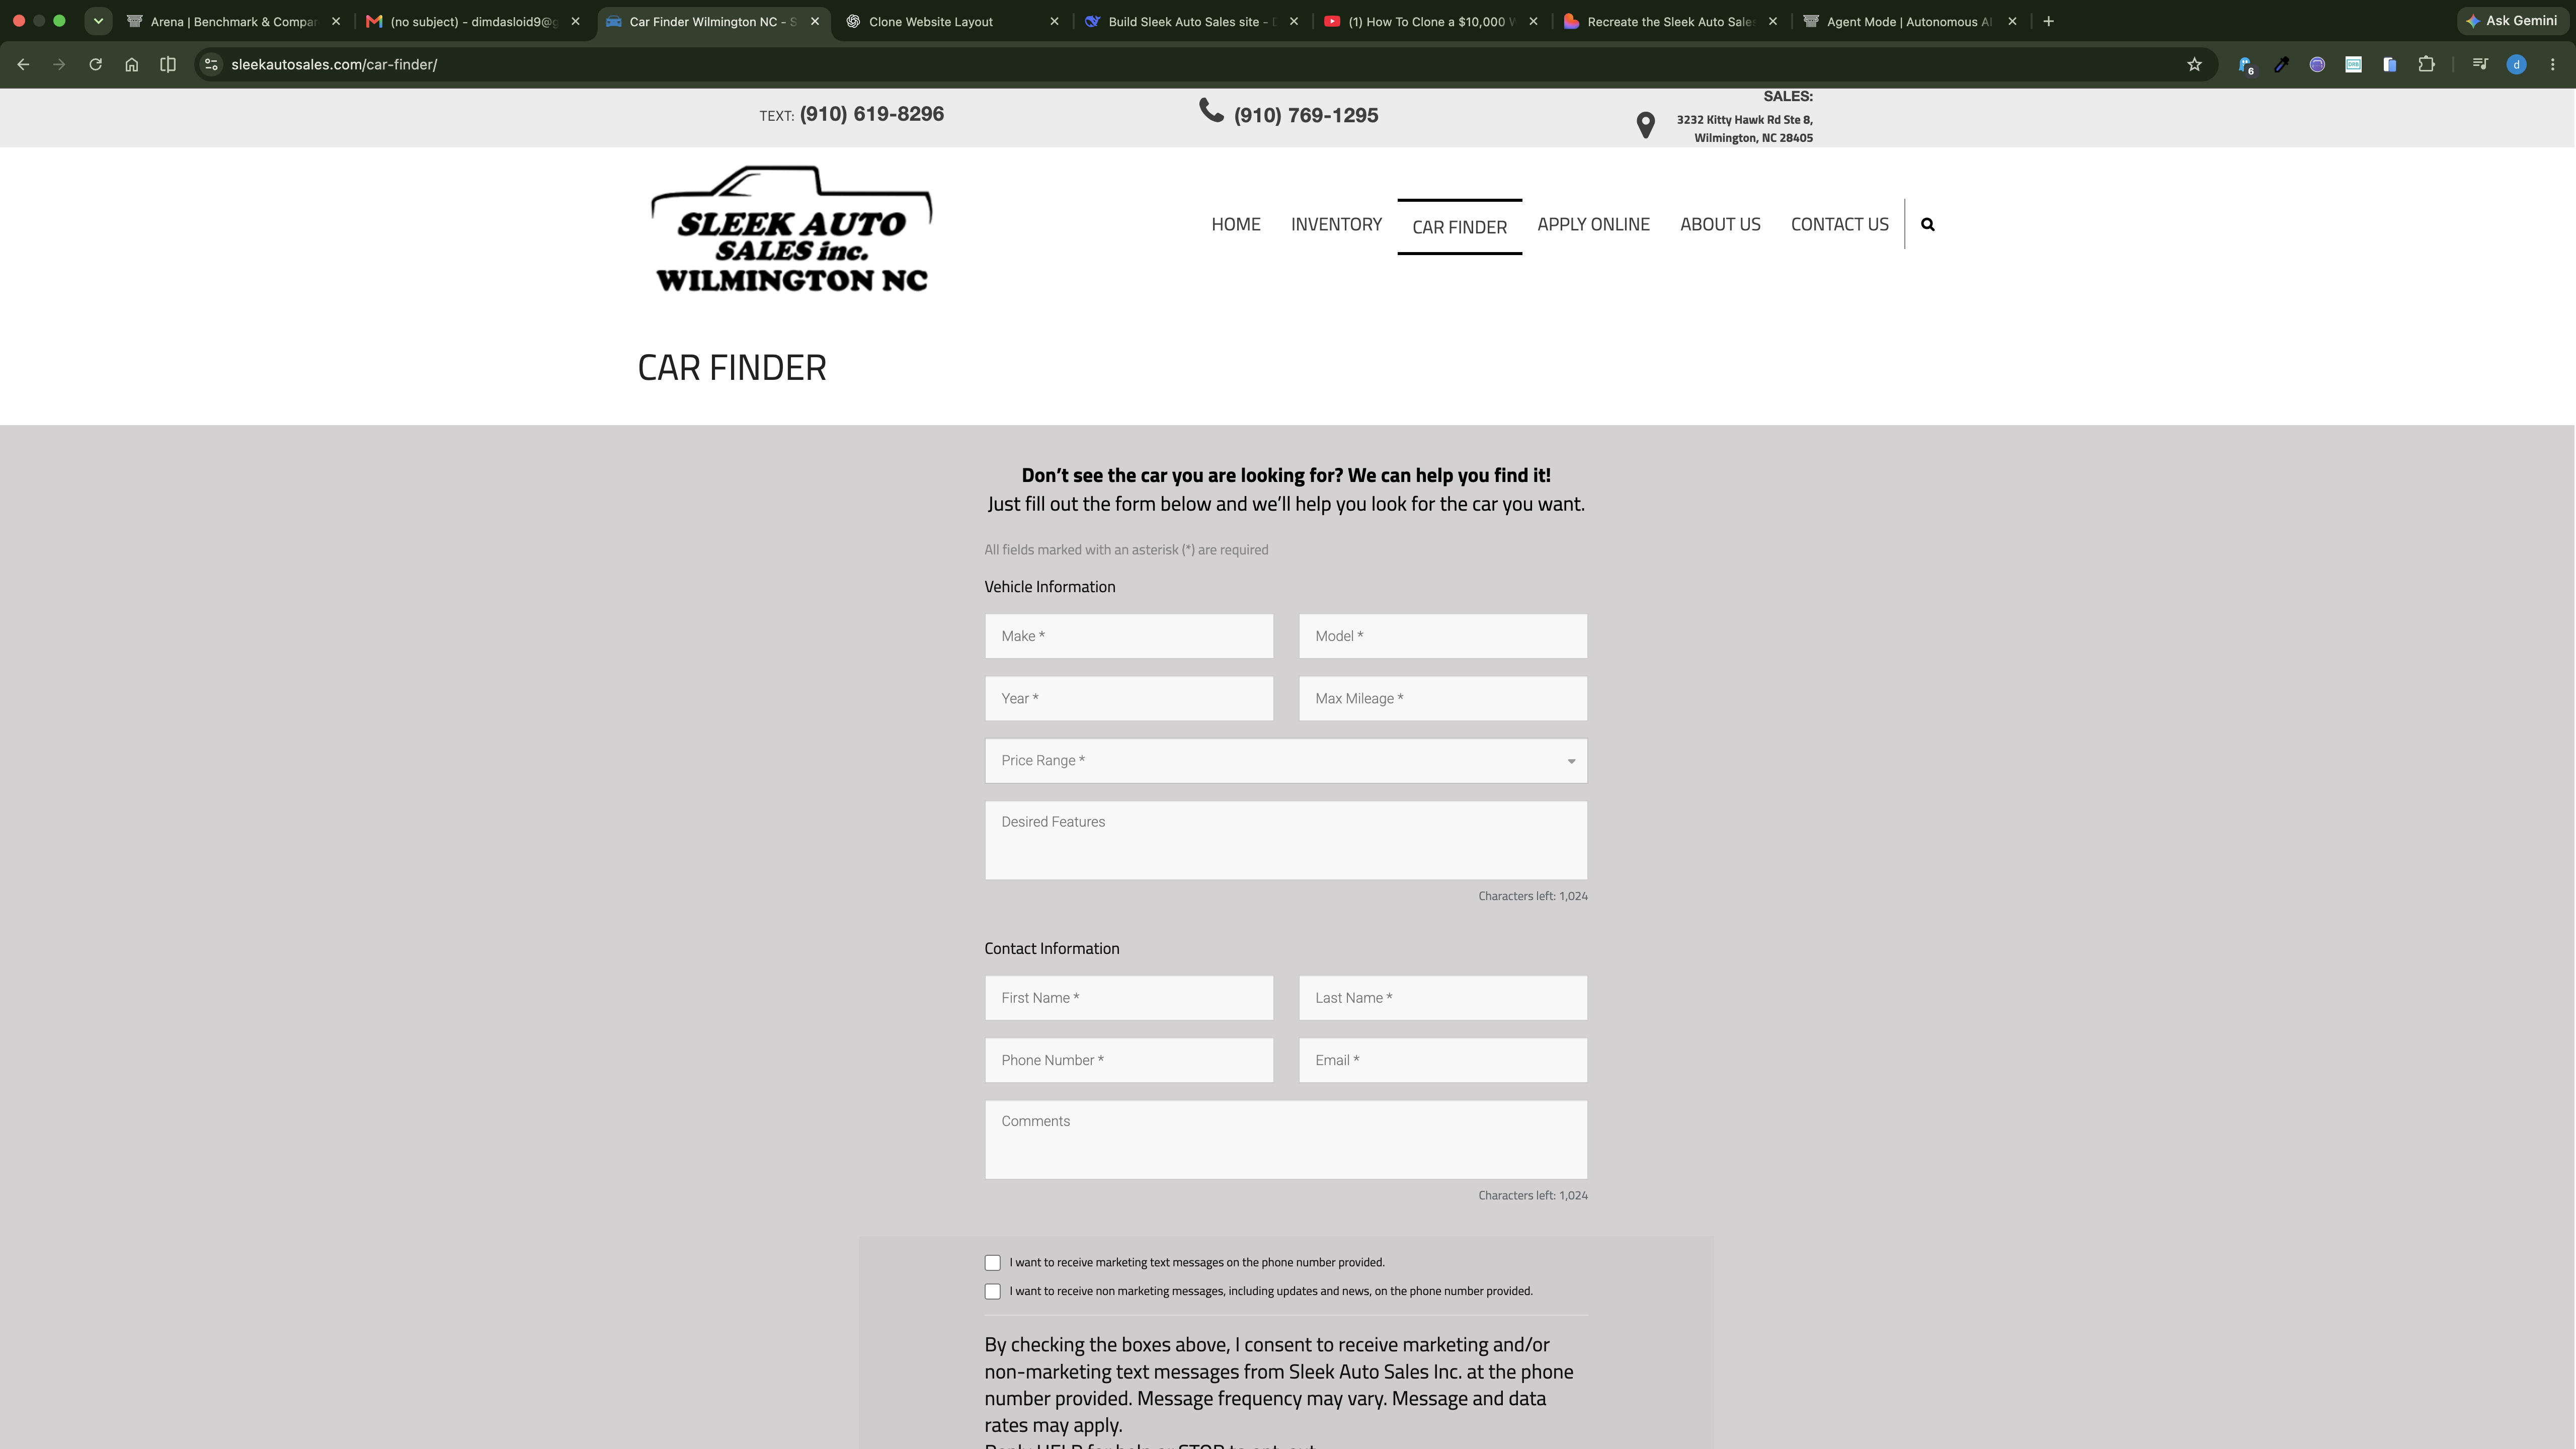 Arena | Benchmark & Compar
(no subject) - dimdasloid9@g
Car Finder Wilmington NC - S
Clone Website Layout
Build Sleek Auto Sales site - D
(1) How To Clone a $10,000 W
Recreate the Sleek Auto Sale
Agent Mode | Autonomous AI
Ask Gemini
sleekautosales.com/car-finder/
6
d
TEXT: (910) 619-8296
(910) 769-1295
SALES:
3232 Kitty Hawk Rd Ste 8,
Wilmington, NC 28405
SLEEK AUTO
SALES inc.
WILMINGTON NC
HOME INVENTORY CAR FINDER APPLY ONLINE ABOUT US CONTACT US
CAR FINDER
Don’t see the car you are looking for? We can help you find it!
Just fill out the form below and we’ll help you look for the car you want.
All fields marked with an asterisk (*) are required
Vehicle Information
Make * Model *
Year * Max Mileage *
Price Range *
Desired Features
Characters left: 1,024
Contact Information
First Name * Last Name *
Phone Number * Email *
Comments
Characters left: 1,024
I want to receive marketing text messages on the phone number provided.
I want to receive non marketing messages, including updates and news, on the phone number provided.
By checking the boxes above, I consent to receive marketing and/or
non-marketing text messages from Sleek Auto Sales Inc. at the phone
number provided. Message frequency may vary. Message and data
rates may apply.
Reply HELP for help or STOP to opt-out